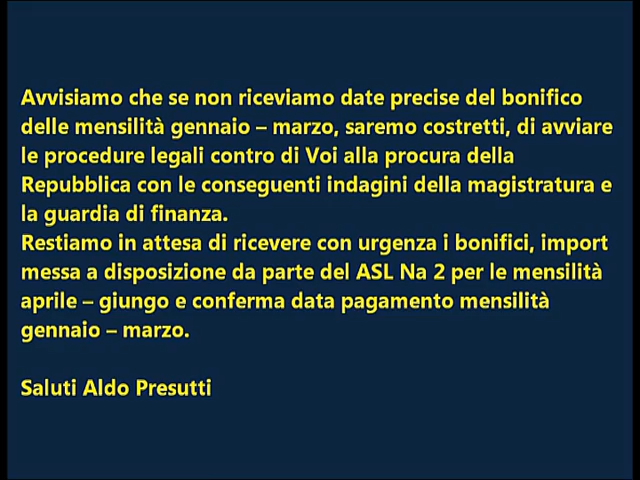 Avvisiamo che se non riceviamo date precise del bonifico
delle mensilità gennaio – marzo, saremo costretti, di avviare
le procedure legali contro di Voi alla procura della
Repubblica con le conseguenti indagini della magistratura e
la guardia di finanza.
Restiamo in attesa di ricevere con urgenza i bonifici, import
messa a disposizione da parte del ASL Na 2 per le mensilità
aprile – giungo e conferma data pagamento mensilità
gennaio – marzo.
Saluti Aldo Presutti